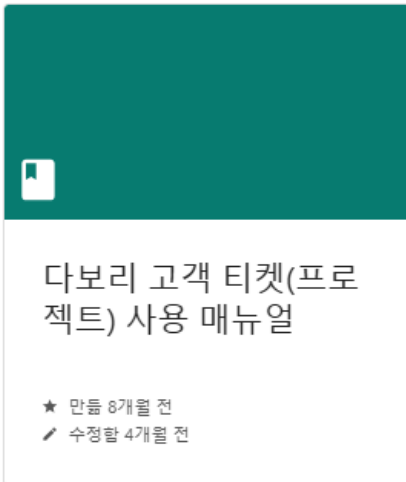 다보리 고객 티켓(프로
젝트) 사용 매뉴얼
만듦 8개월 전
수정함 4개월 전